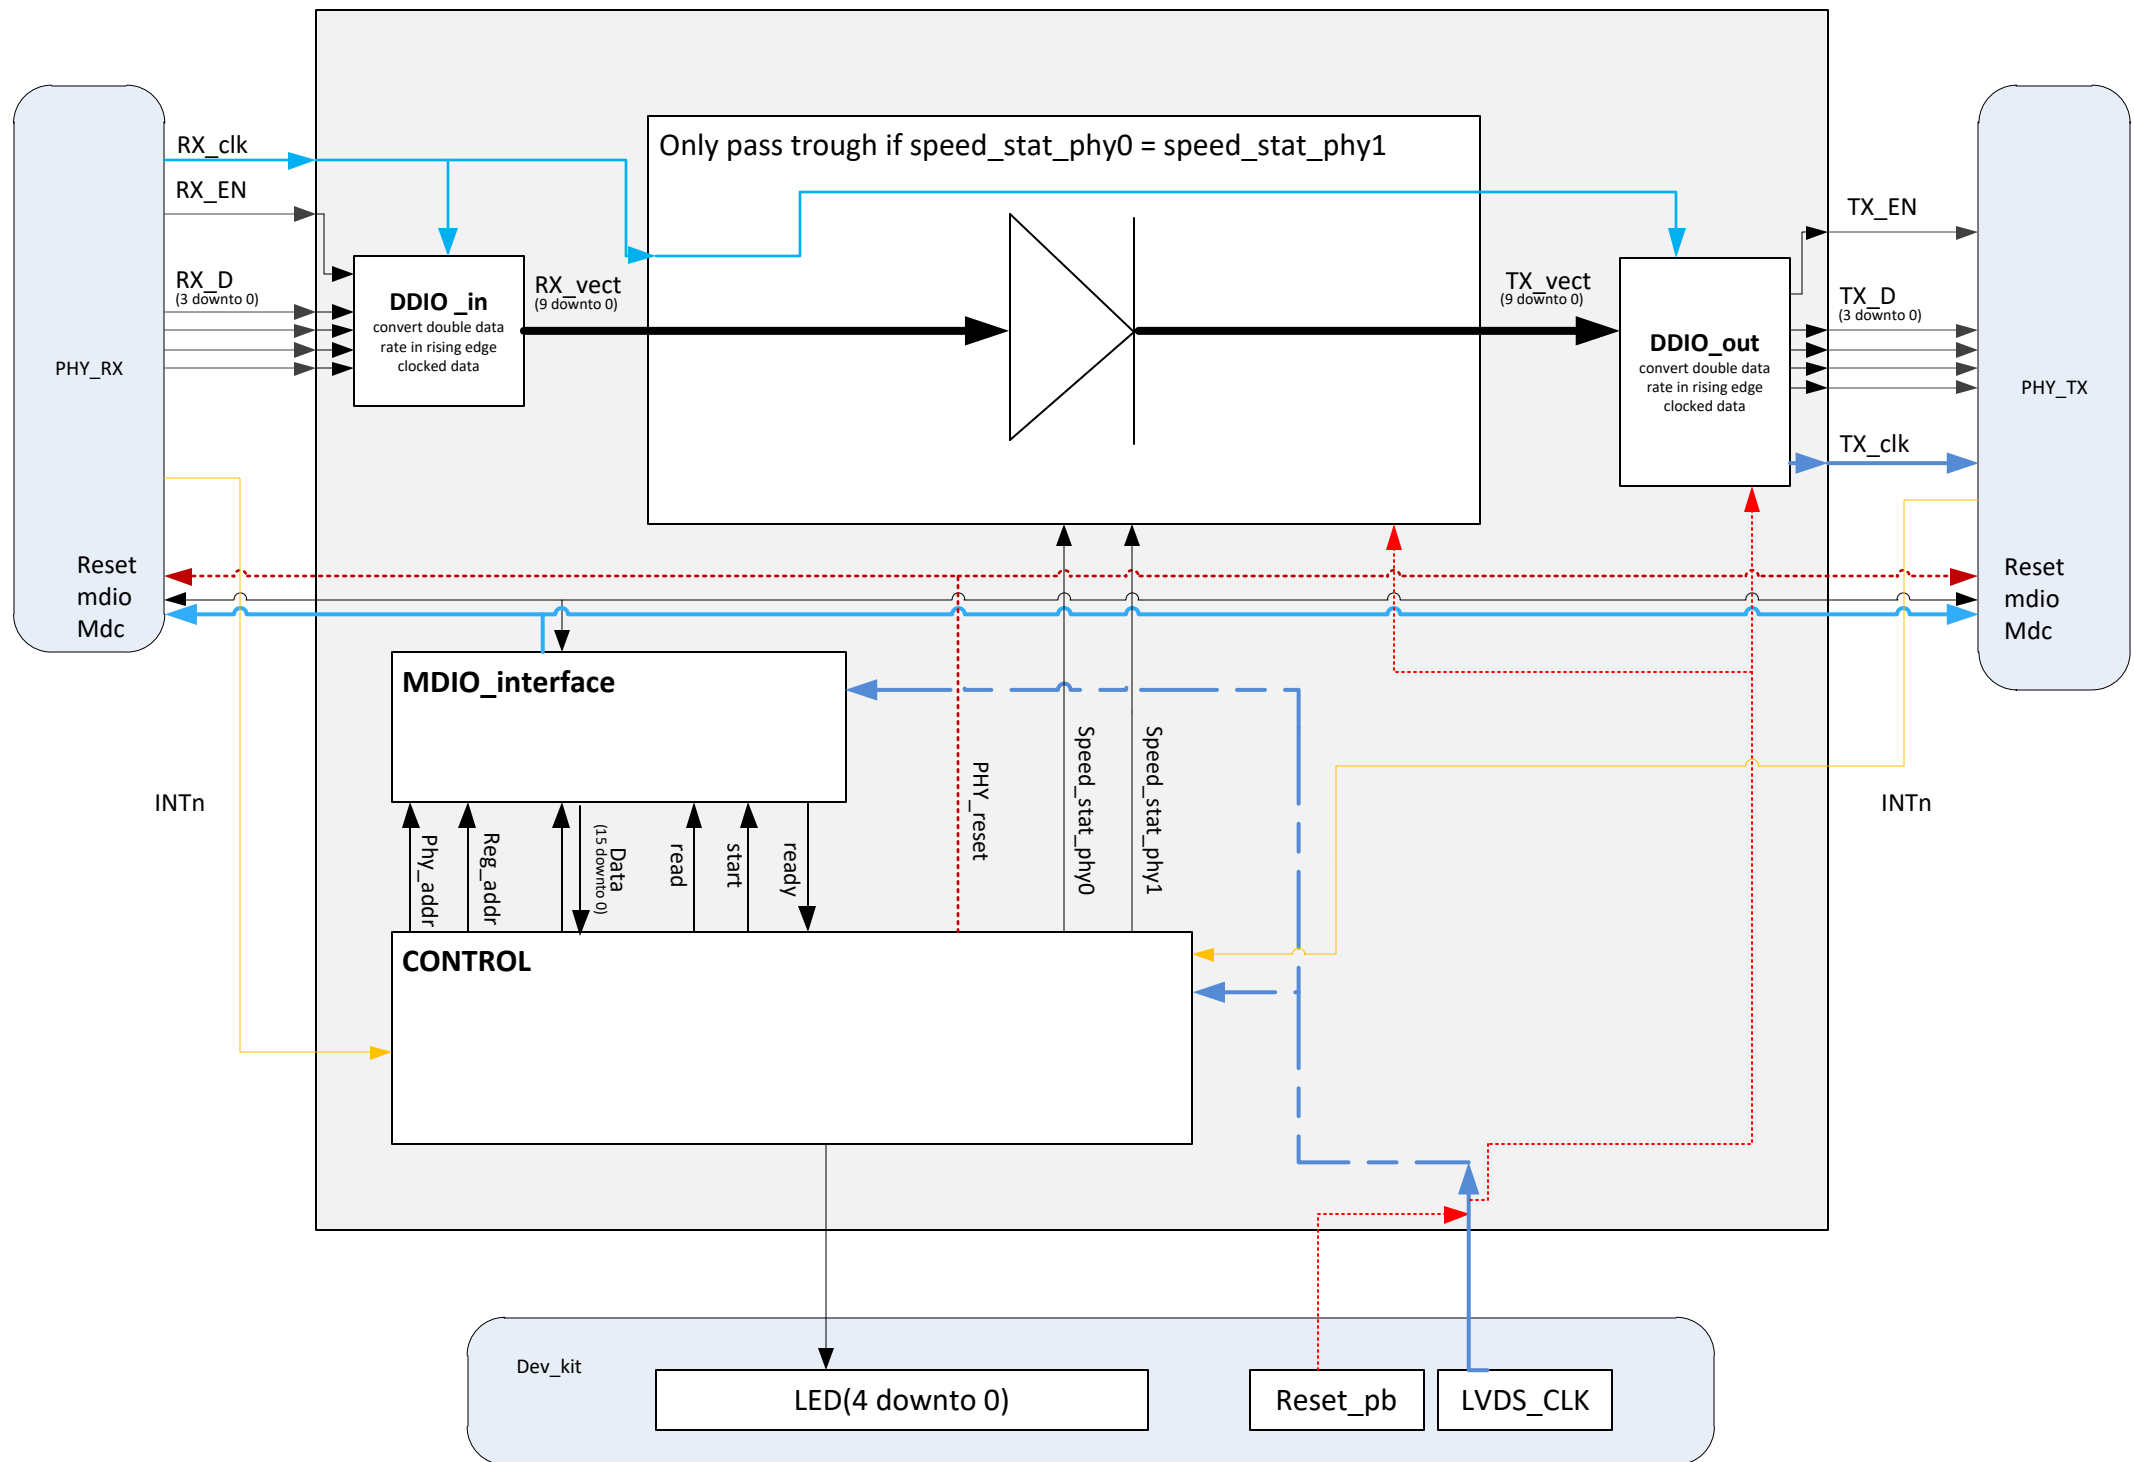 RX_clk
RX_EN
RX_D
(3 downto 0)
PHY_RX
Reset
mdio
Mdc
INTn
DDIO _in
convert double data
rate in rising edge
clocked data
RX_vect
(9 downto 0)
Only pass trough if speed_stat_phy0 = speed_stat_phy1
TX_vect
(9 downto 0)
DDIO_out
convert double data
rate in rising edge
clocked data
TX_EN
TX_D
(3 downto 0)
TX_clk
PHY_TX
Reset
mdio
Mdc
INTn
MDIO_interface
Phy_addr
Reg_addr
Data
(15 downto 0)
read
start
ready
PHY_reset
Speed_stat_phy0
Speed_stat_phy1
CONTROL
Dev_kit
LED(4 downto 0)
Reset_pb
LVDS_CLK